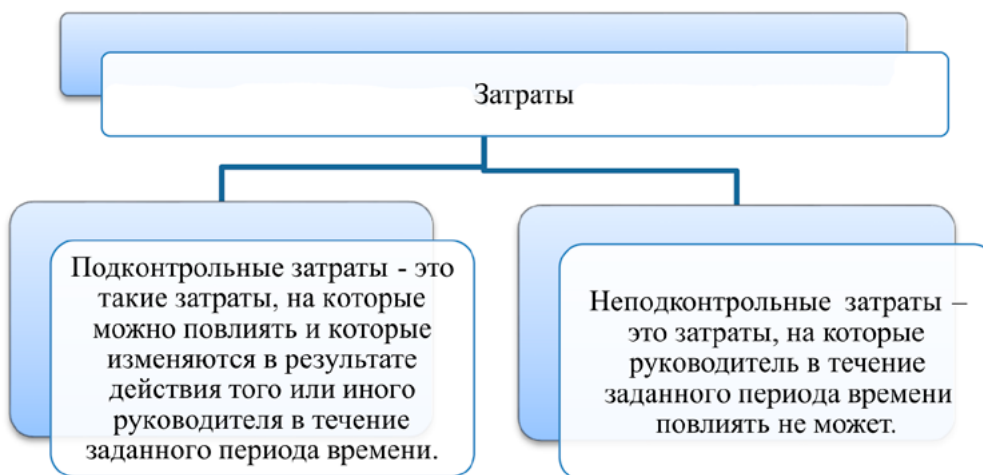 Затраты
Подконтрольные затраты - это
такие затраты, на которые
можно повлиять и которые
изменяются в результате
действия того или иного
руководителя в течение
заданного периода времени.
Неподконтрольные затраты –
это затраты, на которые
руководитель в течение
заданного периода времени
повлиять не может.